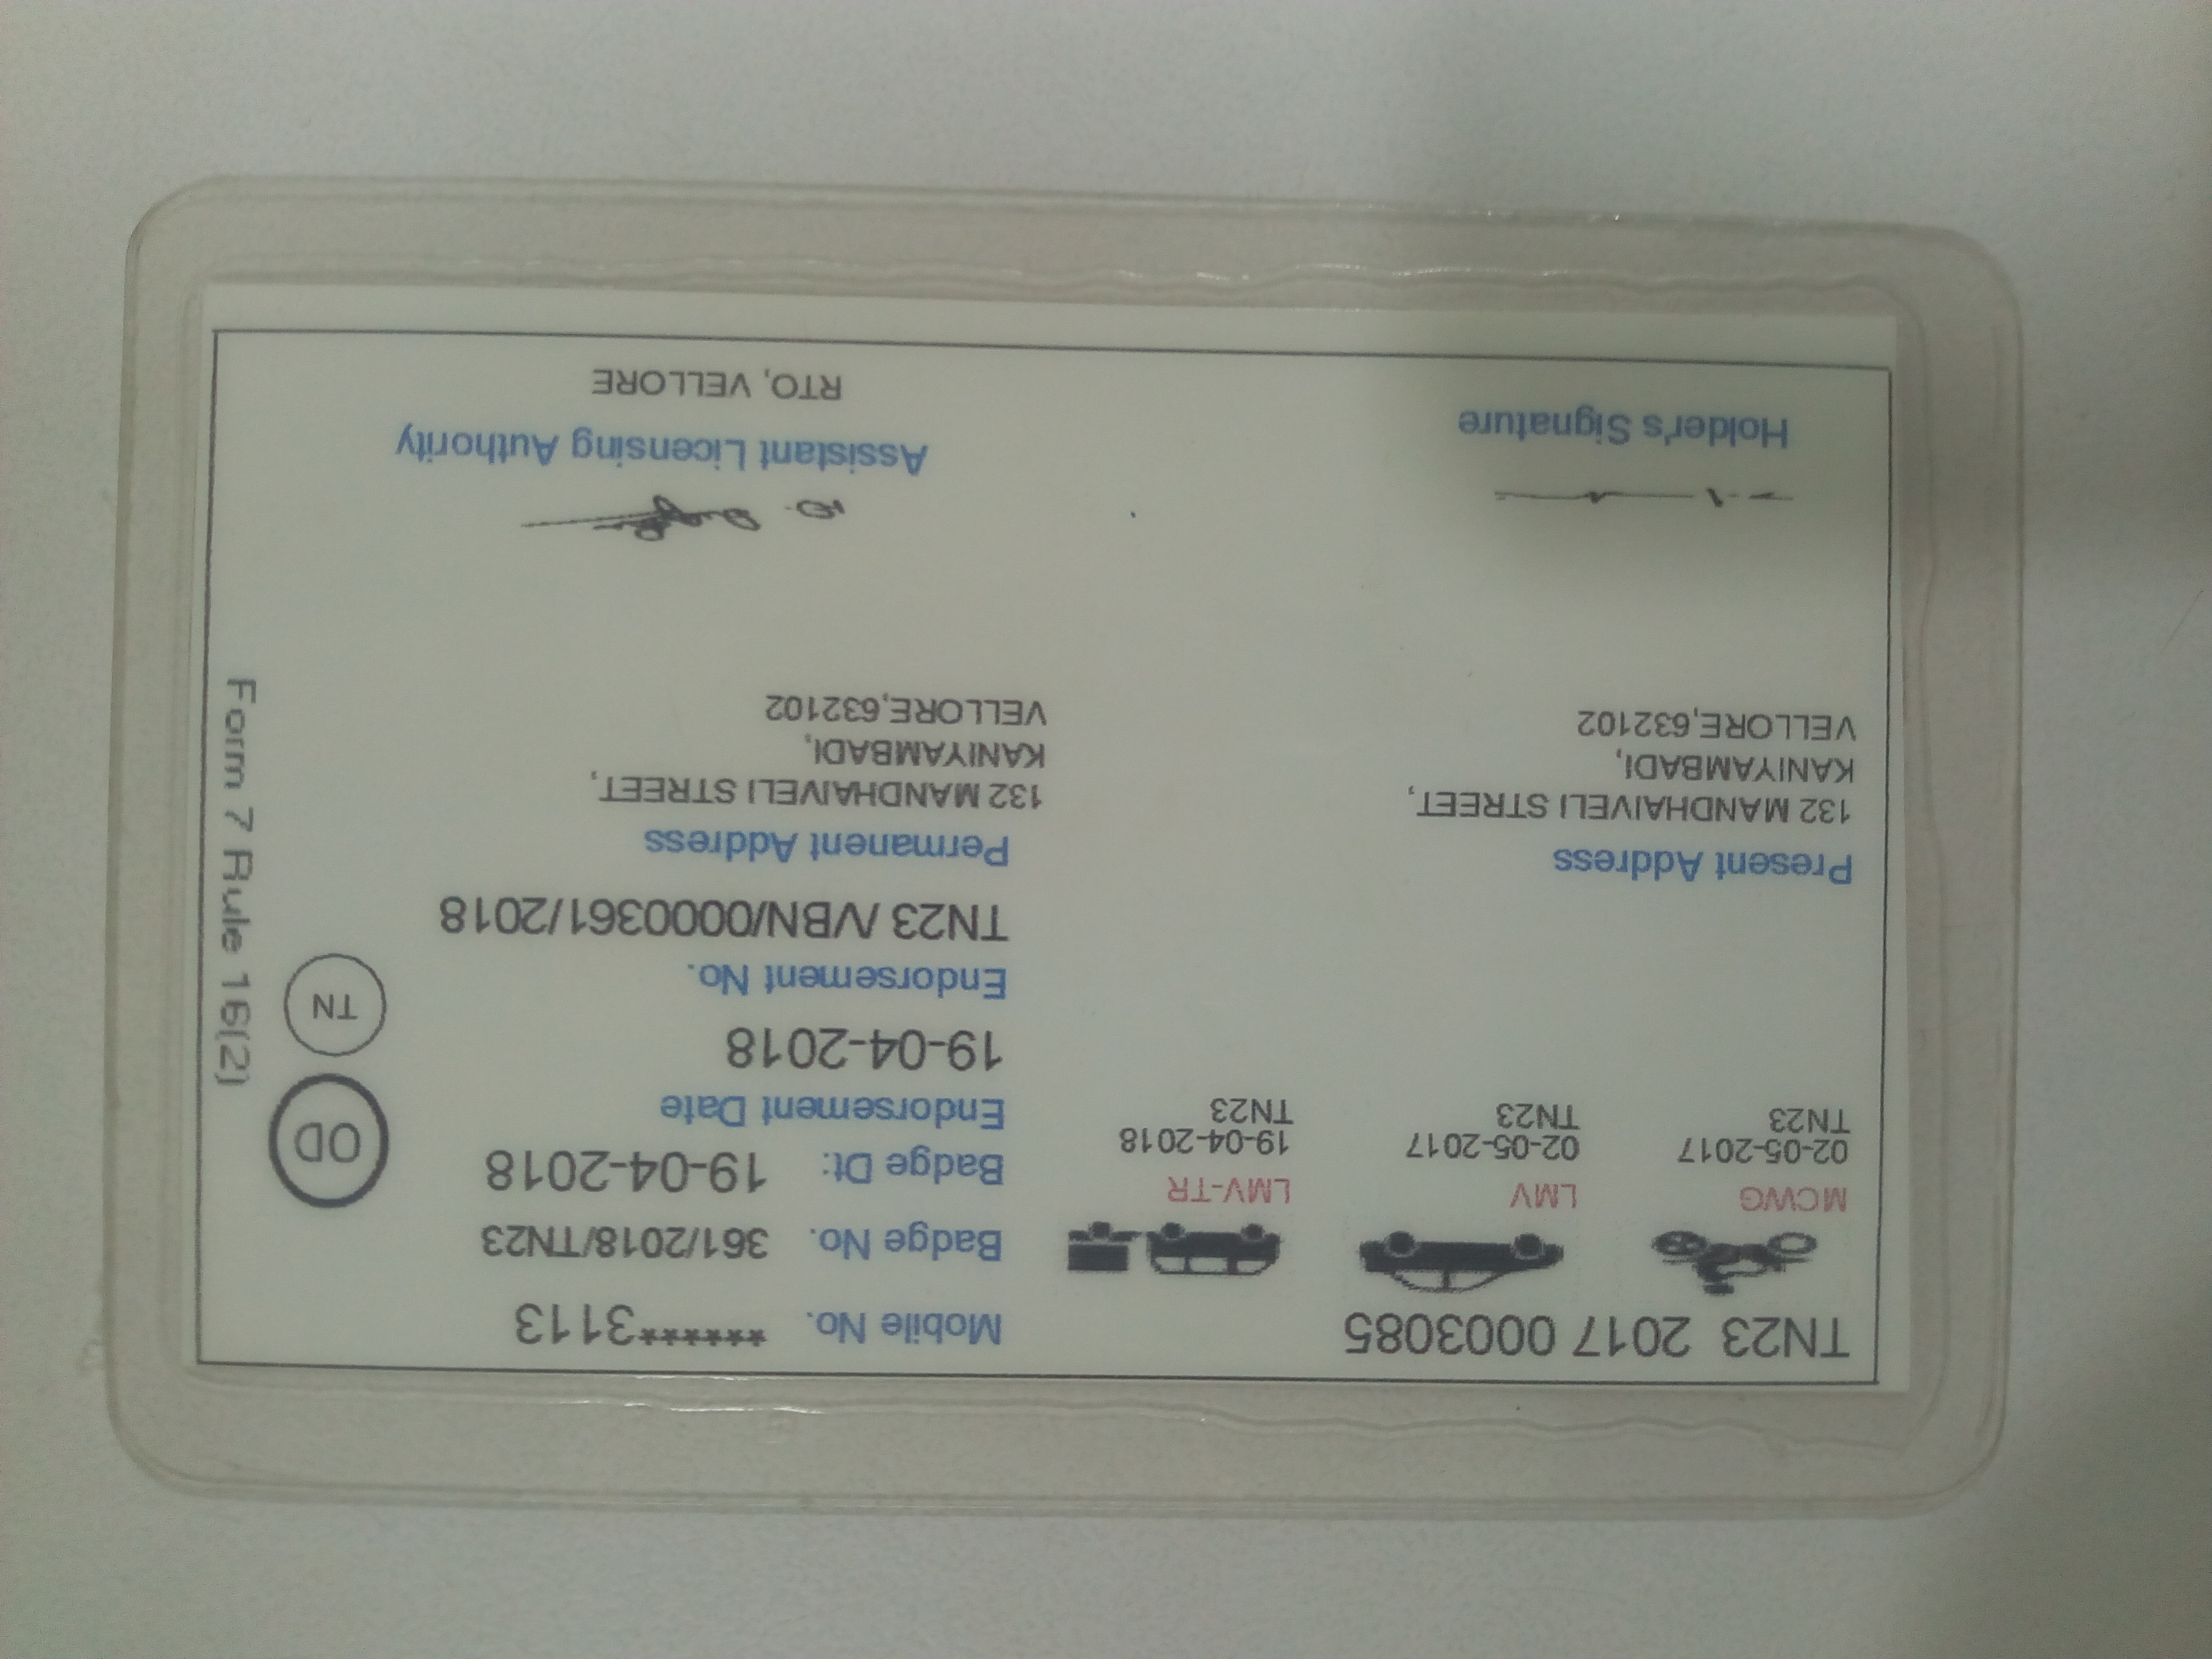 TN23 2017 0003085
MCWG
02-05-2017
TN23
LMV
02-05-2017
TN23
LMV-TR
19-04-2018
TN23
Mobile No. ******3113
Badge No. 361/2018/TN23
Badge Dt: 19-04-2018
Endorsement Date
19-04-2018
Endorsement No.
TN23 /VBN/0000361/2018
OD
TN
Form 7 Rule 16(2)
Present Address
132 MANDHAIVELI STREET,
KANIYAMBADI,
VELLORE,632102
Permanent Address
132 MANDHAIVELI STREET,
KANIYAMBADI,
VELLORE,632102
Holder's Signature
Assistant Licensing Authority
RTO, VELLORE